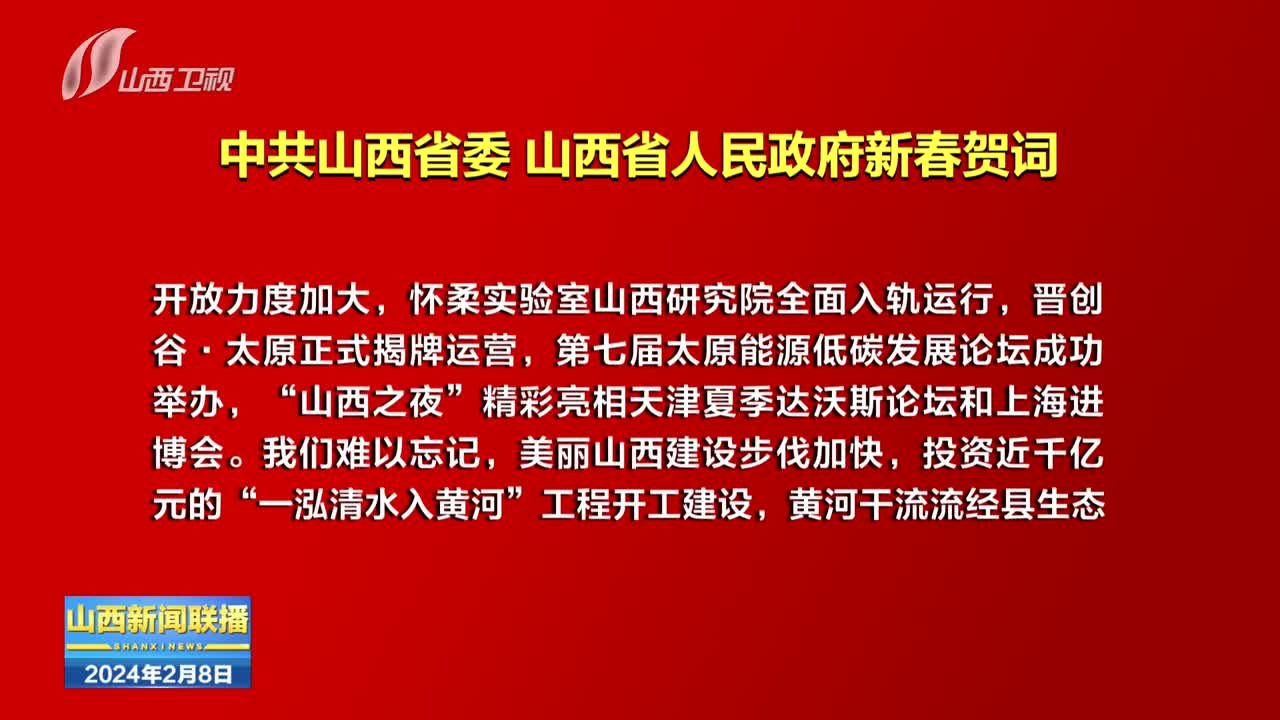 山西卫视
中共山西省委 山西省人民政府新春贺词
开放力度加大，怀柔实验室山西研究院全面入轨运行，晋创
谷·太原正式揭牌运营，第七届太原能源低碳发展论坛成功
举办，“山西之夜”精彩亮相天津夏季达沃斯论坛和上海进
博会。我们难以忘记，美丽山西建设步伐加快，投资近千亿
元的“一泓清水入黄河”工程开工建设，黄河干流流经县生态
山西新闻联播
SHANXI NEWS
2024年2月8日